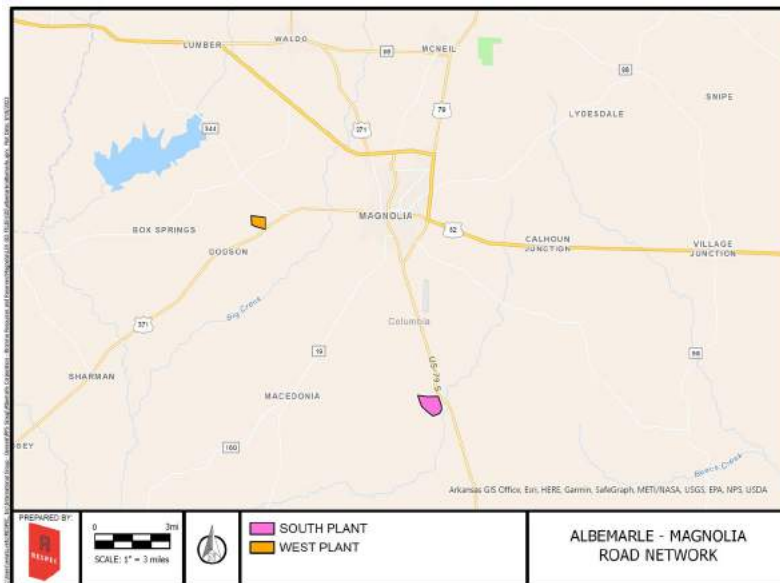 WALDO
LUMBER
98
MCNEIL
98
SNIPE
79
LYDESDALE
371
344
MAGNOLIA
BOX SPRINGS
82
CALHOUN
JUNCTION
VILLAGE
JUNCTION
DODSON
Big Creek
371
Columbia
19
US-79-S
98
SHARMAN
MACEDONIA
160
Arkansas GIS Office, Esri, HERE, Garmin, SafeGraph, METI/NASA, USGS, EPA, NPS, USDA
PREPARED BY:
RESPEC
0 3mi
SCALE: 1" = 3 miles
SOUTH PLANT
WEST PLANT
ALBEMARLE - MAGNOLIA
ROAD NETWORK